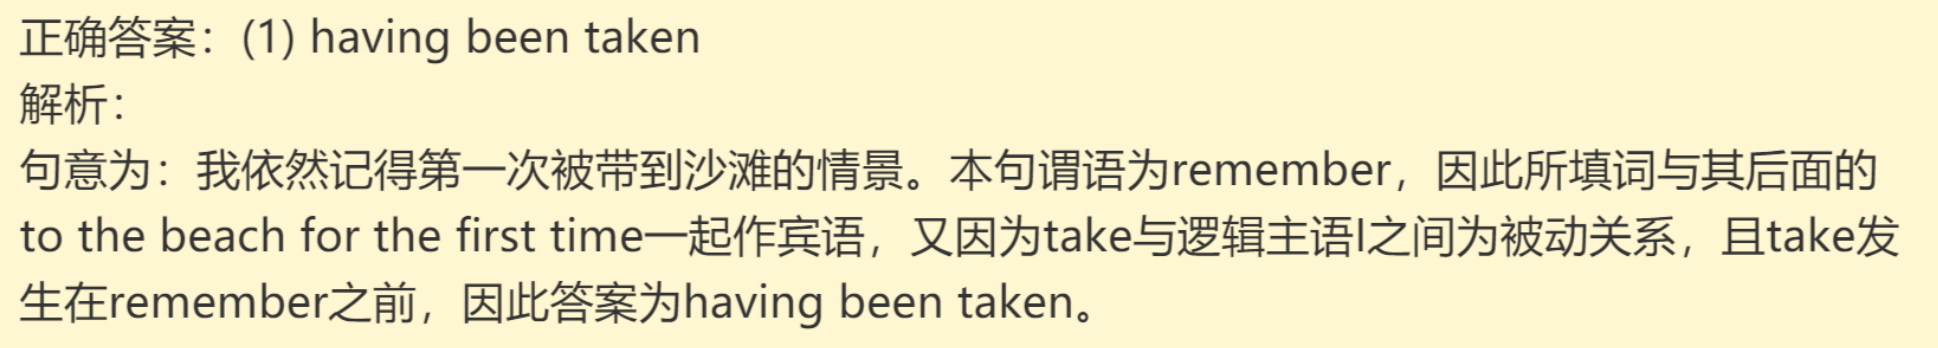 正确答案：(1) having been taken
解析：
句意为：我依然记得第一次被带到沙滩的情景。本句谓语为remember，因此所填词与其后面的
to the beach for the first time一起作宾语，又因为take与逻辑主语I之间为被动关系，且take发
生在remember之前，因此答案为having been taken。